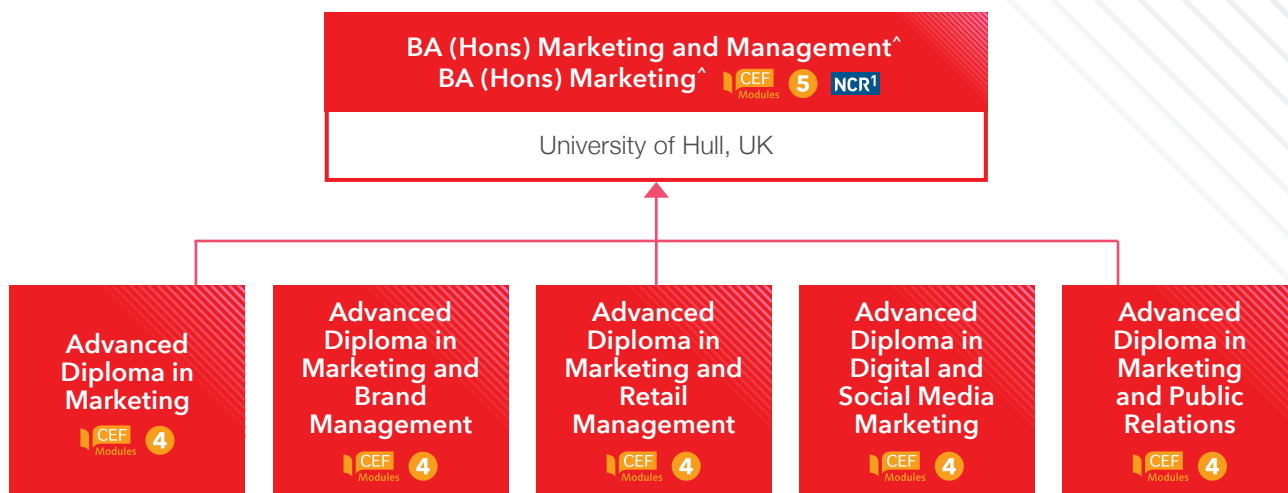 BA (Hons) Marketing and Management^
BA (Hons) Marketing^ CEF Modules 5 NCR¹
University of Hull, UK
Advanced
Diploma in
Marketing
CEF Modules 4
Advanced
Diploma in
Marketing and
Brand
Management
CEF Modules 4
Advanced
Diploma in
Marketing and
Retail
Management
CEF Modules 4
Advanced
Diploma in
Digital and
Social Media
Marketing
CEF Modules 4
Advanced
Diploma in
Marketing
and Public
Relations
CEF Modules 4